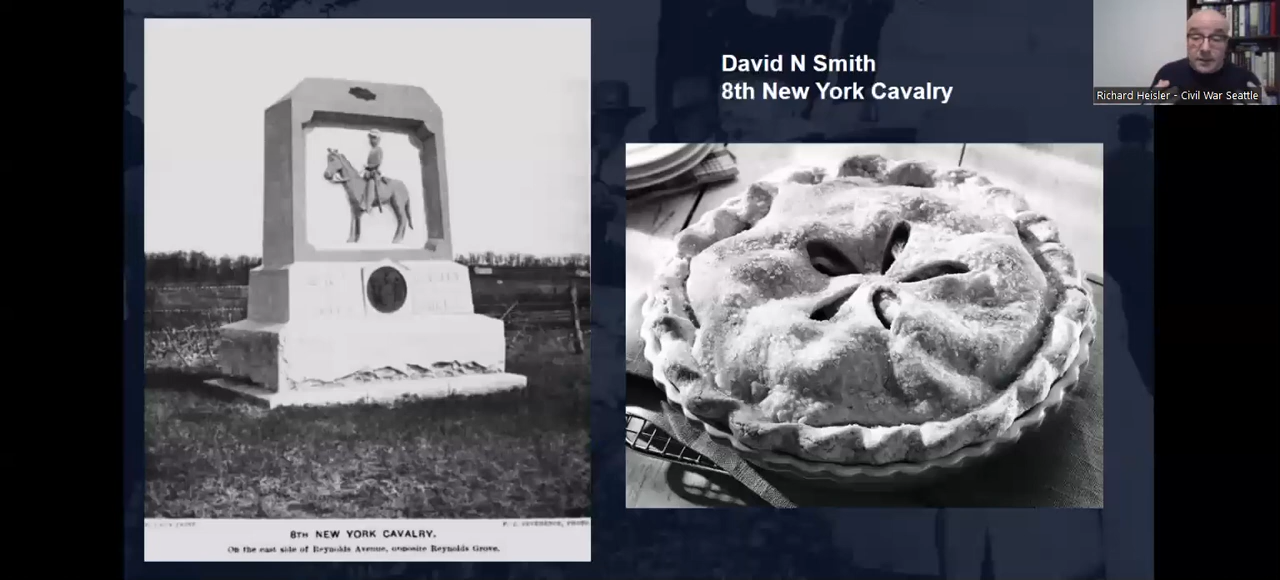 David N Smith
8th New York Cavalry
Richard Heisler - Civil War Seattle
8TH NEW YORK CAVALRY.
On the east side of Reynolds Avenue, opposite Reynolds Grove.